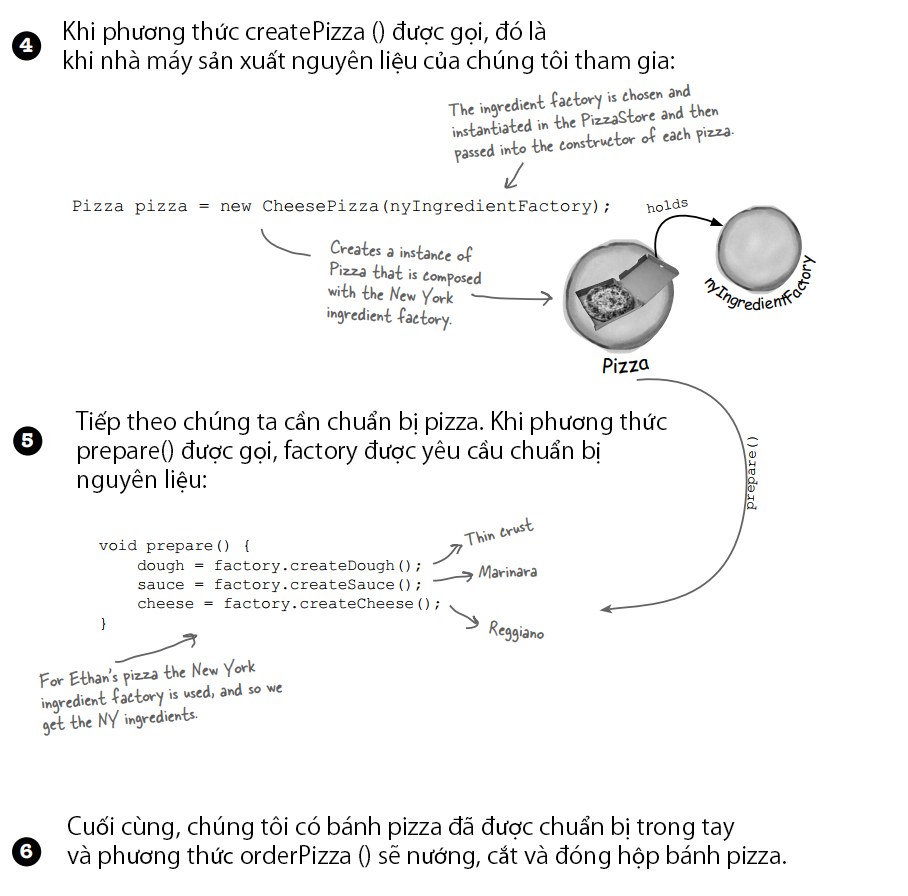 4
Khi phương thức createPizza () được gọi, đó là
khi nhà máy sản xuất nguyên liệu của chúng tôi tham gia:
The ingredient factory is chosen and
instantiated in the PizzaStore and then
passed into the constructor of each pizza.
Pizza pizza = new CheesePizza(nyIngredientFactory);
holds
nyIngredientFactory
Creates a instance of
Pizza that is composed
with the New York
ingredient factory.
Pizza
5
Tiếp theo chúng ta cần chuẩn bị pizza. Khi phương thức
prepare() được gọi, factory được yêu cầu chuẩn bị
nguyên liệu:
prepare()
void prepare() {
dough = factory.createDough();
sauce = factory.createSauce();
cheese = factory.createCheese();
}
Thin crust
Marinara
Reggiano
For Ethan's pizza the New York
ingredient factory is used, and so we
get the NY ingredients.
6
Cuối cùng, chúng tôi có bánh pizza đã được chuẩn bị trong tay
và phương thức orderPizza () sẽ nướng, cắt và đóng hộp bánh pizza.